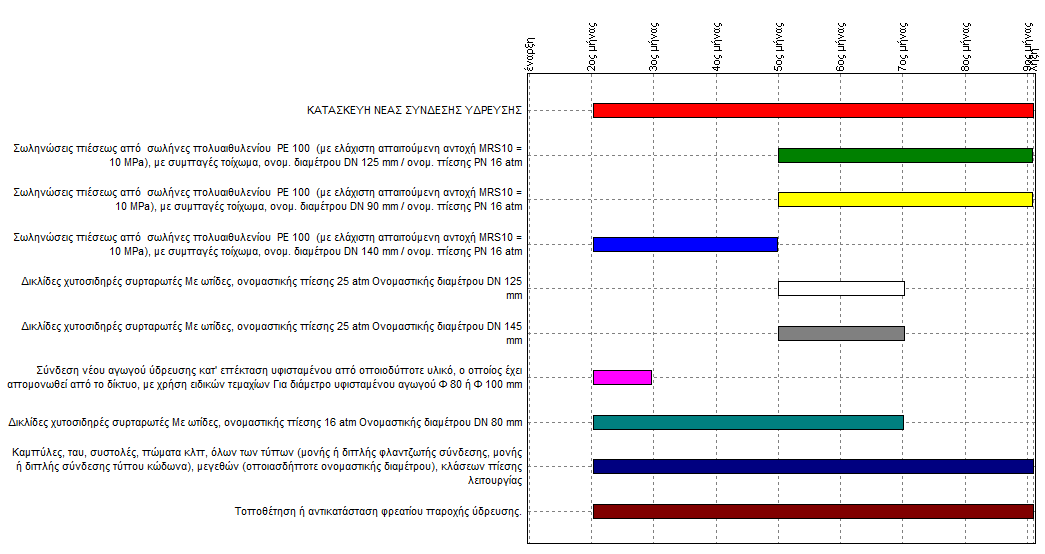 έναρξη
2ος μήνας
3ος μήνας
4ος μήνας
5ος μήνας
6ος μήνας
7ος μήνας
8ος μήνας
9ος μήνας
λήξη
ΚΑΤΑΣΚΕΥΗ ΝΕΑΣ ΣΥΝΔΕΣΗΣ ΥΔΡΕΥΣΗΣ
Σωληνώσεις πιέσεως από σωλήνες πολυαιθυλενίου PE 100 (με ελάχιστη απαιτούμενη αντοχή MRS10 =
10 MPa), με συμπαγές τοίχωμα, ονομ. διαμέτρου DN 125 mm / ονομ. πίεσης PN 16 atm
Σωληνώσεις πιέσεως από σωλήνες πολυαιθυλενίου PE 100 (με ελάχιστη απαιτούμενη αντοχή MRS10 =
10 MPa), με συμπαγές τοίχωμα, ονομ. διαμέτρου DN 90 mm / ονομ. πίεσης PN 16 atm
Σωληνώσεις πιέσεως από σωλήνες πολυαιθυλενίου PE 100 (με ελάχιστη απαιτούμενη αντοχή MRS10 =
10 MPa), με συμπαγές τοίχωμα, ονομ. διαμέτρου DN 140 mm / ονομ. πίεσης PN 16 atm
Δικλίδες χυτοσιδηρές συρταρωτές Με ωτίδες, ονομαστικής πίεσης 25 atm Ονομαστικής διαμέτρου DN 125
mm
Δικλίδες χυτοσιδηρές συρταρωτές Με ωτίδες, ονομαστικής πίεσης 25 atm Ονομαστικής διαμέτρου DN 145
mm
Σύνδεση νέου αγωγού ύδρευσης κατ' επέκταση υφισταμένου από οποιοδύποτε υλικό, ο οποίος έχει
απομονωθεί από το δίκτυο, με χρήση ειδικών τεμαχίων Για διάμετρο υφισταμένου αγωγού Φ 80 ή Φ 100 mm
Δικλίδες χυτοσιδηρές συρταρωτές Με ωτίδες, ονομαστικής πίεσης 16 atm Ονομαστικής διαμέτρου DN 80 mm
Καμπύλες, ταυ, συστολές, πώματα κλπ, όλων των τύπων (μονής ή διπλής φλαντζωτής σύνδεσης, μονής
ή διπλής σύνδεσης τύπου κώδωνα), μεγεθών (οποιασδήποτε ονομαστικής διαμέτρου), κλάσεων πίεσης
λειτουργίας
Τοποθέτηση ή αντικατάσταση φρεατίου παροχής ύδρευσης.